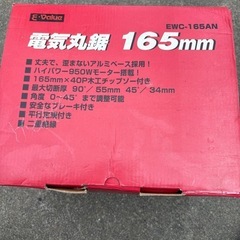 E-Value
EWC-165AN
電気丸鋸 165mm
■ 丈夫で、歪まないアルミベース採用!
■ ハイパワー950Wモーター搭載!
■ 165mm×40P木工チップソー付き
■ 最大切断厚 90°/55mm 45°/34mm
■ 角度 0~45°まで調整可能
■ 安全なブレーキ付き
■ 平行定規付き
■ 二重絶縁